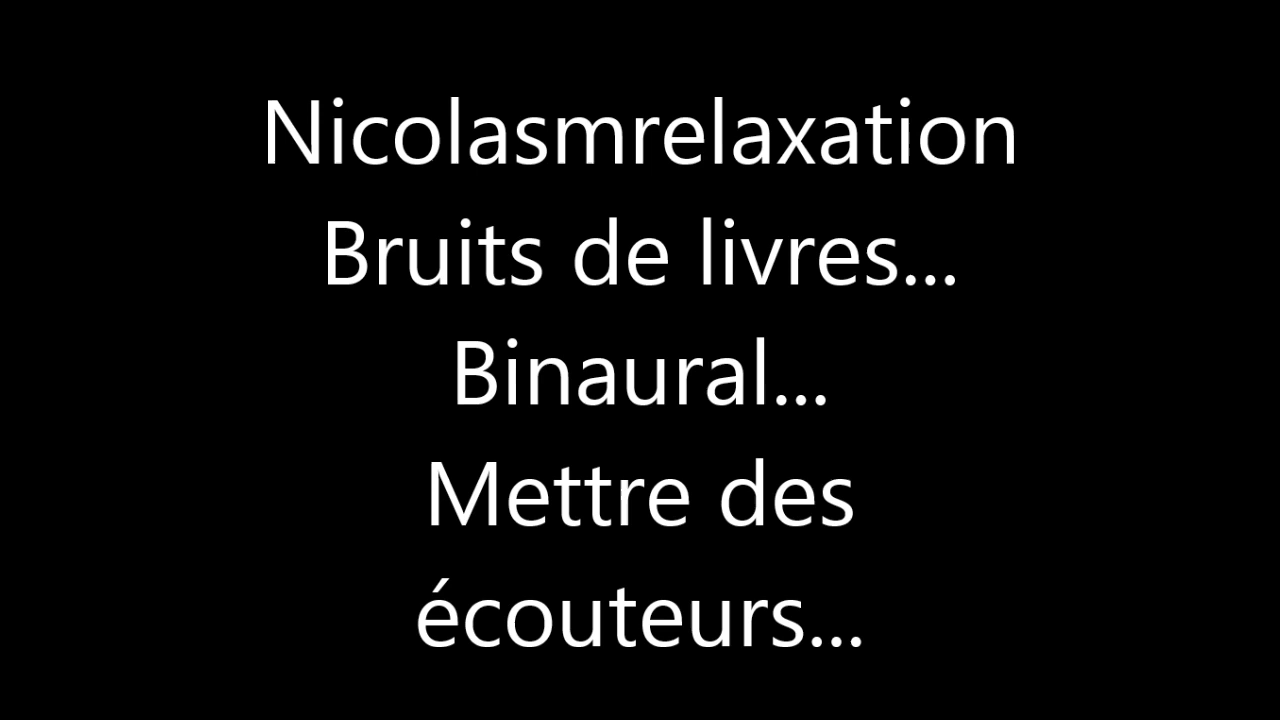 Nicolasmrelaxation
Bruits de livres...
Binaural...
Mettre des
écouteurs...